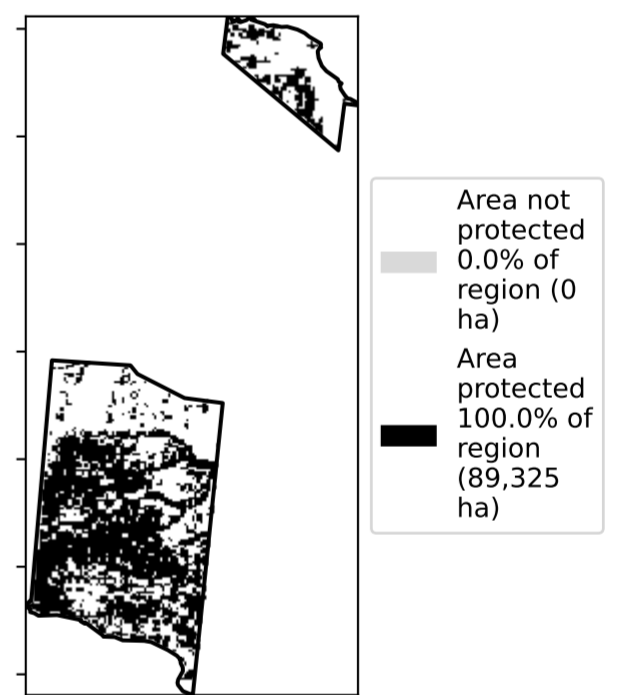 Area not
protected
0.0% of
region (0
ha)
Area
protected
100.0% of
region
(89,325
ha)